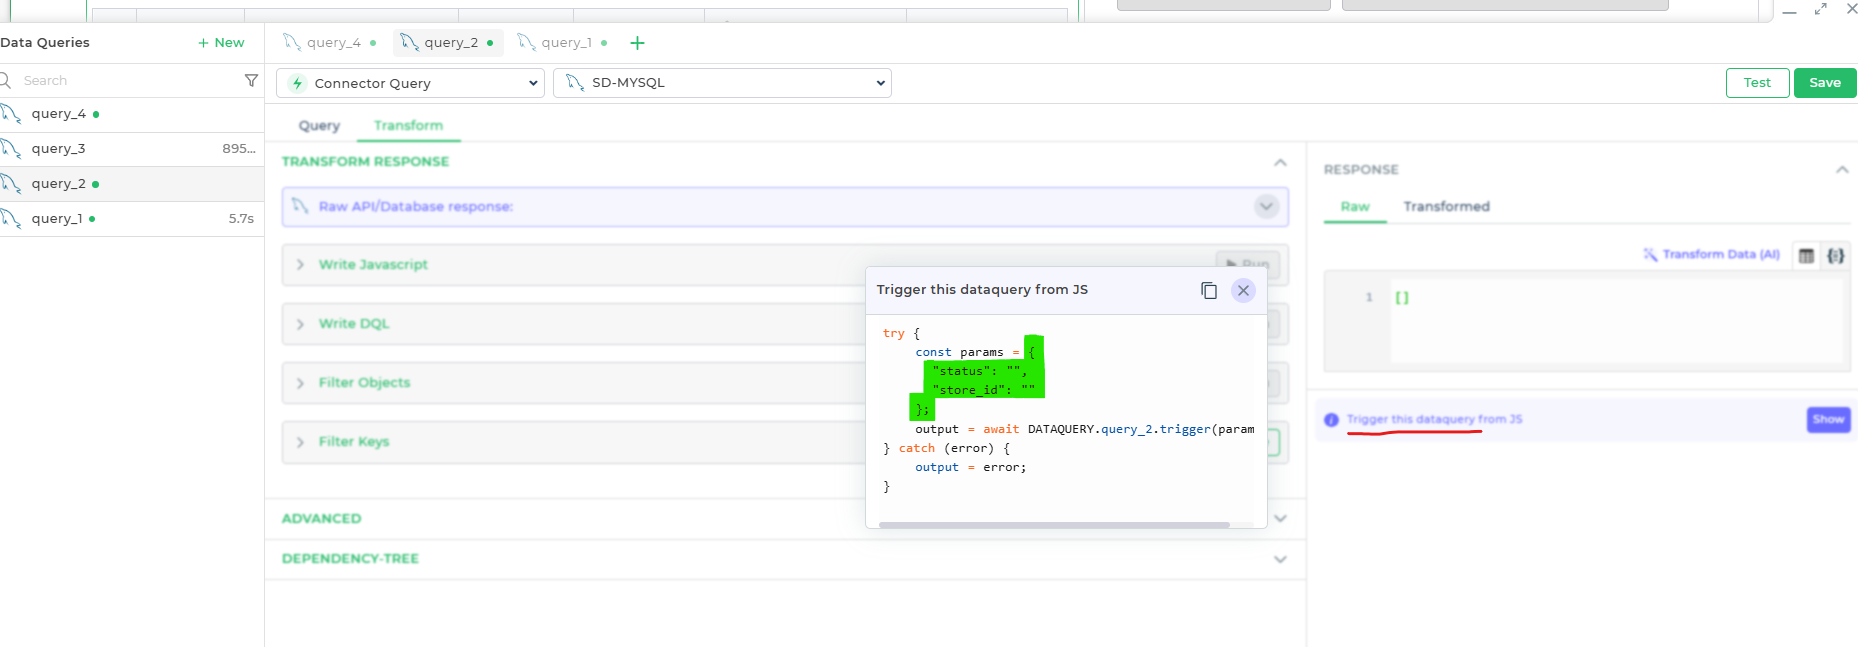 Data Queries
+ New
query_4
query_2
query_1
+
Search
Connector Query
SD-MYSQL
Test
Save
query_4
query_3
895...
query_2
query_1
5.7s
Query
Transform
TRANSFORM RESPONSE
Raw API/Database response:
Write Javascript
Run
Write DQL
Filter Objects
Filter Keys
ADVANCED
DEPENDENCY-TREE
Trigger this dataquery from JS
try {
const params = {
"status": "",
"store_id": ""
};
output = await DATAQUERY.query_2.trigger(param
} catch (error) {
output = error;
}
RESPONSE
Raw
Transformed
Transform Data (AI)
1
[]
Trigger this dataquery from JS
Show